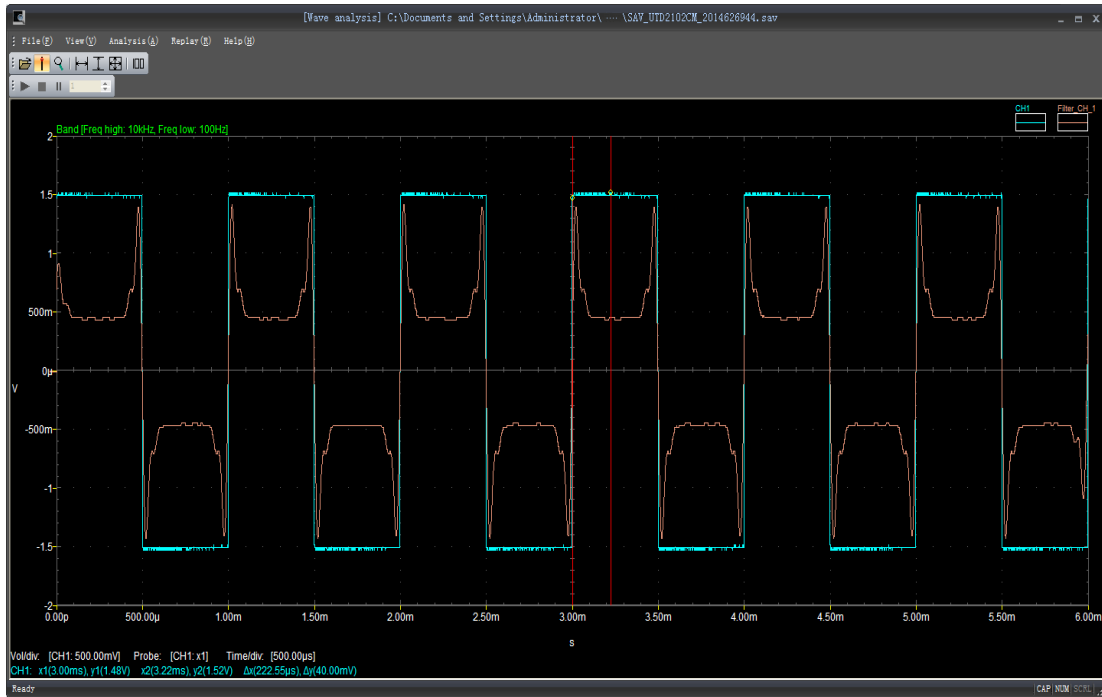 [Wave analysis] C:\Documents and Settings\Administrator\ ···· \SAV_UTD2102CM_2014626944.sav
File(F) View(V) Analysis(A) Replay(R) Help(H)
1
CH1 Filter_CH_1
Band [Freq high: 10kHz, Freq low: 100Hz]
2
1.5
1
500m
0μ
V
-500m
-1
-1.5
-2
0.00p 500.00μ 1.00m 1.50m 2.00m 2.50m 3.00m 3.50m 4.00m 4.50m 5.00m 5.50m 6.00m
s
Vol/div: [CH1: 500.00mV] Probe: [CH1: x1] Time/div: [500.00μs]
CH1: x1(3.00ms), y1(1.48V) x2(3.22ms), y2(1.52V) Δx(222.55μs), Δy(40.00mV)
Ready CAP NUM SCRL